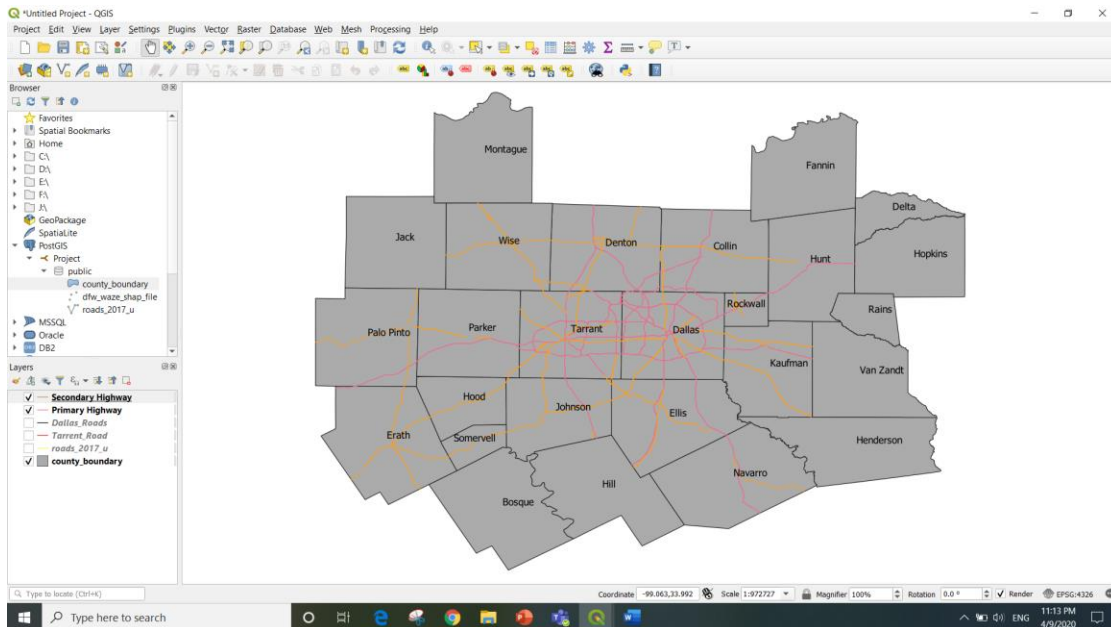 *Untitled Project - QGIS
Project Edit View Layer Settings Plugins Vector Raster Database Web Mesh Processing Help
Browser
Favorites
Spatial Bookmarks
Home
C:\
D:\
E:\
F:\
J:\
GeoPackage
SpatiaLite
PostGIS
Project
public
county_boundary
dfw_waze_shap_file
roads_2017_u
MSSQL
Oracle
DB2
Layers
Secondary Highway
Primary Highway
Dallas_Roads
Tarrent_Road
roads_2017_u
county_boundary
Montague
Fannin
Delta
Jack
Wise
Denton
Collin
Hunt
Hopkins
Rockwall
Rains
Palo Pinto
Parker
Tarrant
Dallas
Kaufman
Van Zandt
Hood
Johnson
Ellis
Erath
Somervell
Henderson
Navarro
Hill
Bosque
Type to locate (Ctrl+K)
Coordinate -99.063,33.992 Scale 1:972727 Magnifier 100% Rotation 0.0 ° Render EPSG:4326
Type here to search
ENG
11:13 PM
4/9/2020